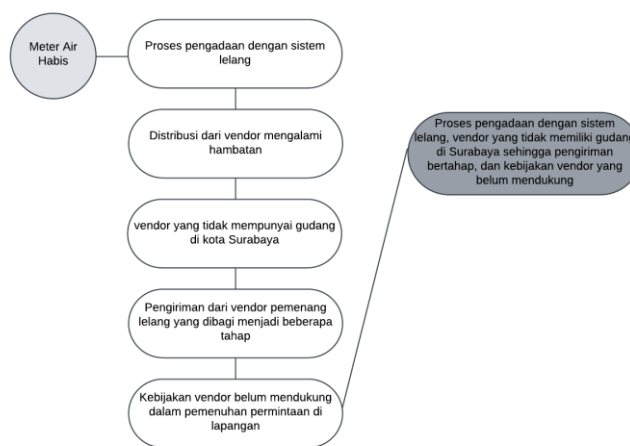 Meter Air
Habis
Proses pengadaan dengan sistem
lelang
Distribusi dari vendor mengalami
hambatan
vendor yang tidak mempunyai gudang
di kota Surabaya
Pengiriman dari vendor pemenang
lelang yang dibagi menjadi beberapa
tahap
Kebijakan vendor belum mendukung
dalam pemenuhan permintaan di
lapangan
Proses pengadaan dengan sistem
lelang, vendor yang tidak memiliki gudang
di Surabaya sehingga pengiriman
bertahap, dan kebijakan vendor yang
belum mendukung